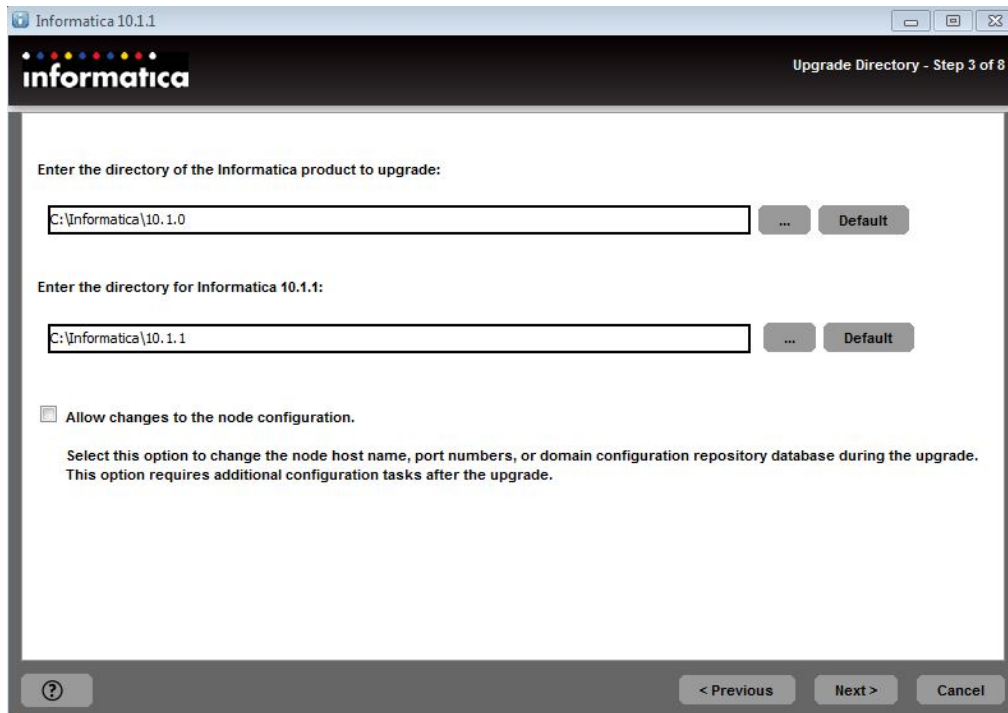 Informatica 10.1.1
informatica
Upgrade Directory - Step 3 of 8
Enter the directory of the Informatica product to upgrade:
C:\Informatica\10.1.0
...
Default
Enter the directory for Informatica 10.1.1:
C:\Informatica\10.1.1
...
Default
Allow changes to the node configuration.
Select this option to change the node host name, port numbers, or domain configuration repository database during the upgrade.
This option requires additional configuration tasks after the upgrade.
?
< Previous
Next >
Cancel